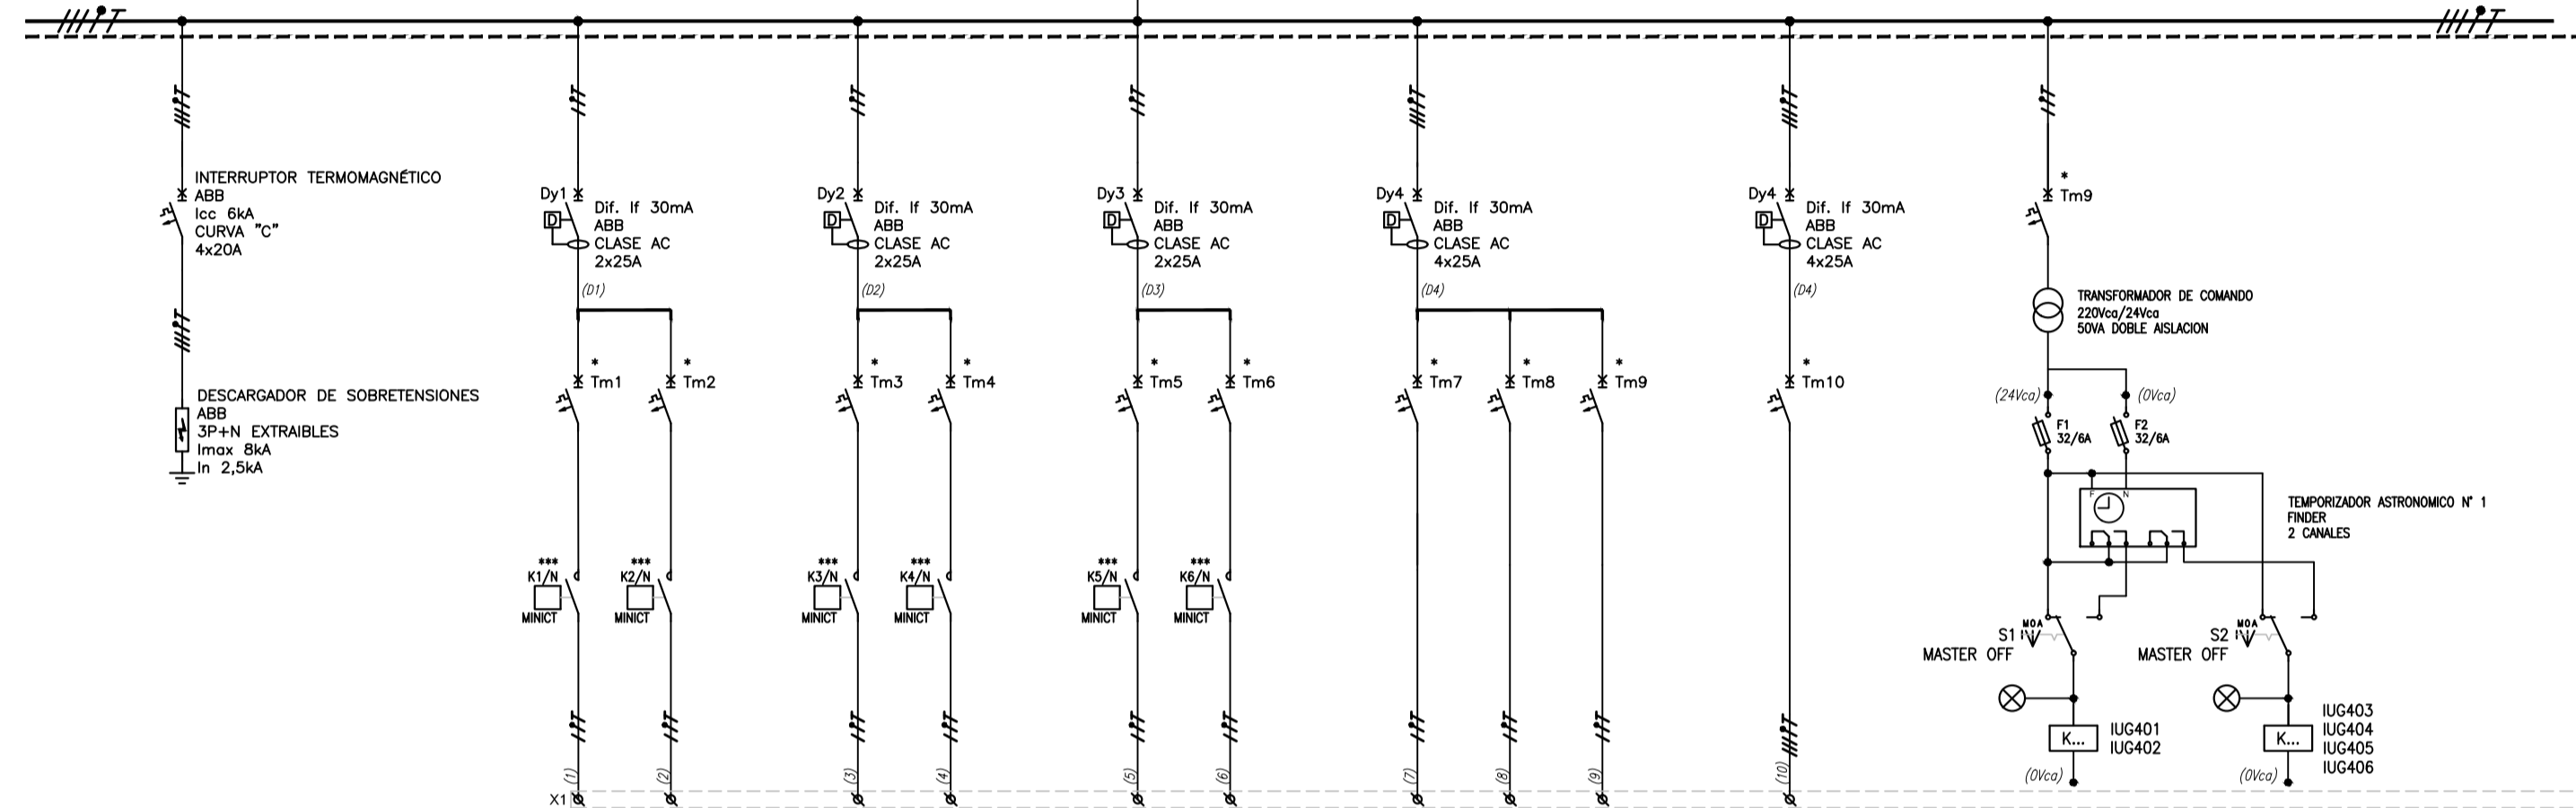 INTERRUPTOR TERMOMAGNÉTICO
ABB
Icc 6kA
CURVA "C"
4x20A
DESCARGADOR DE SOBRETENSIONES
ABB
3P+N EXTRAIBLES
Imax 8kA
In 2,5kA
Dy1
D
Dif. If 30mA
ABB
CLASE AC
2x25A
(D1)
* Tm1
* Tm2
***
K1/N
MINICT
***
K2/N
MINICT
(1)
(2)
X1
Dy2
D
Dif. If 30mA
ABB
CLASE AC
2x25A
(D2)
* Tm3
* Tm4
***
K3/N
MINICT
***
K4/N
MINICT
(3)
(4)
Dy3
D
Dif. If 30mA
ABB
CLASE AC
2x25A
(D3)
* Tm5
* Tm6
***
K5/N
MINICT
***
K6/N
MINICT
(5)
(6)
Dy4
D
Dif. If 30mA
ABB
CLASE AC
4x25A
(D4)
* Tm7
* Tm8
* Tm9
(7)
(8)
(9)
Dy4
D
Dif. If 30mA
ABB
CLASE AC
4x25A
(D4)
* Tm10
(10)
* Tm9
TRANSFORMADOR DE COMANDO
220Vca/24Vca
50VA DOBLE AISLACION
(24Vca)
(0Vca)
F1
32/6A
F2
32/6A
F
N
TEMPORIZADOR ASTRONOMICO N° 1
FINDER
2 CANALES
M O A
S1
MASTER OFF
K...
IUG401
IUG402
(0Vca)
M O A
S2
MASTER OFF
K...
IUG403
IUG404
IUG405
IUG406
(0Vca)